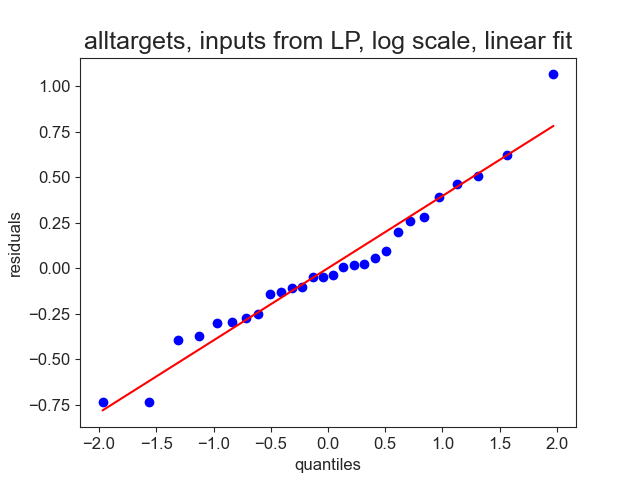 alltargets, inputs from LP, log scale, linear fit
1.00
0.75
0.50
0.25
0.00
−0.25
−0.50
−0.75
residuals
−2.0 −1.5 −1.0 −0.5 0.0 0.5 1.0 1.5 2.0
quantiles